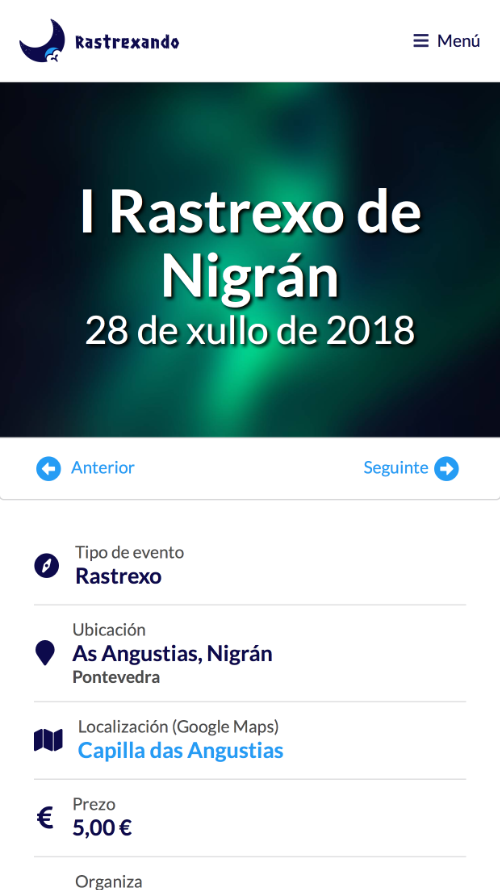 Rastrexando
Menú
I Rastrexo de
Nigrán
28 de xullo de 2018
Anterior
Seguinte
Tipo de evento
Rastrexo
Ubicación
As Angustias, Nigrán
Pontevedra
Localización (Google Maps)
Capilla das Angustias
Prezo
5,00 €
Organiza